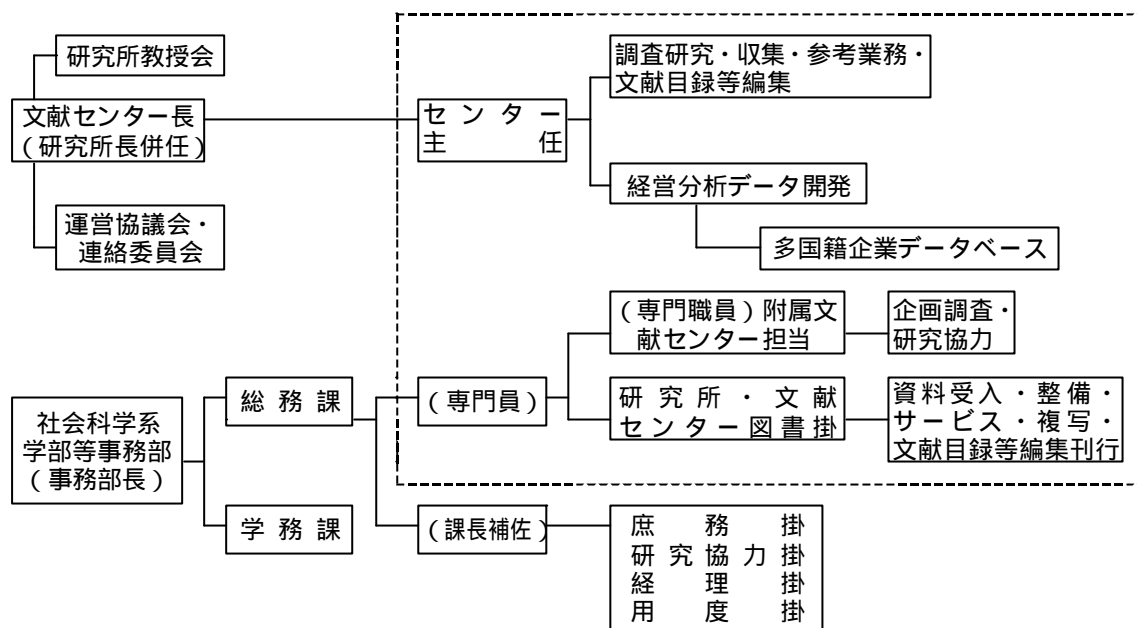 研究所教授会
文献センター長
（研究所長併任）
運営協議会・
連絡委員会
センター
主任
調査研究・収集・参考業務・
文献目録等編集
経営分析データ開発
多国籍企業データベース
（専門職員）附属文
献センター担当
企画調査・
研究協力
社会科学系
学部等事務部
（事務部長）
総務課
学務課
（専門員）
研究所・文献
センター図書掛
資料受入・整備・
サービス・複写・
文献目録等編集刊行
（課長補佐）
庶務掛
研究協力掛
経理掛
用度掛